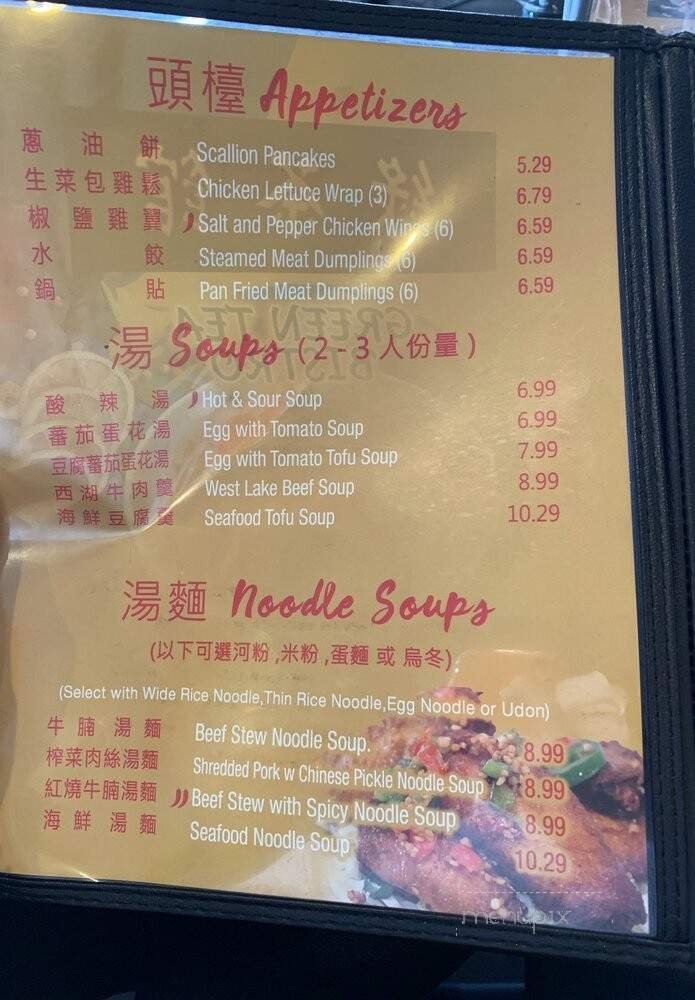 頭檯 Appetizers
蔥油餅 Scallion Pancakes 5.29
生菜包雞鬆 Chicken Lettuce Wrap (3) 6.79
椒鹽雞翼 Salt and Pepper Chicken Wings (6) 6.59
水餃 Steamed Meat Dumplings (6) 6.59
鍋貼 Pan Fried Meat Dumplings (6) 6.59
GREEN TEA
BISTRO
湯 Soups (2-3人份量)
酸辣湯 Hot & Sour Soup 6.99
蕃茄蛋花湯 Egg with Tomato Soup 6.99
豆腐蕃茄蛋花湯 Egg with Tomato Tofu Soup 7.99
西湖牛肉羹 West Lake Beef Soup 8.99
海鮮豆腐羹 Seafood Tofu Soup 10.29
湯麵 Noodle Soups
(以下可選河粉,米粉,蛋麵 或 烏冬)
(Select with Wide Rice Noodle,Thin Rice Noodle,Egg Noodle or Udon)
牛腩湯麵 Beef Stew Noodle Soup. 8.99
榨菜肉絲湯麵 Shredded Pork w Chinese Pickle Noodle Soup 8.99
紅燒牛腩湯麵 Beef Stew with Spicy Noodle Soup 8.99
海鮮湯麵 Seafood Noodle Soup 10.29
menupix